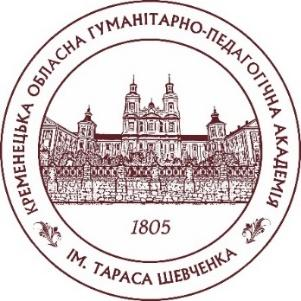 КРЕМЕНЕЦЬКА ОБЛАСНА ГУМАНІТАРНО-ПЕДАГОГІЧНА АКАДЕМІЯ
1805
ІМ. ТАРАСА ШЕВЧЕНКА